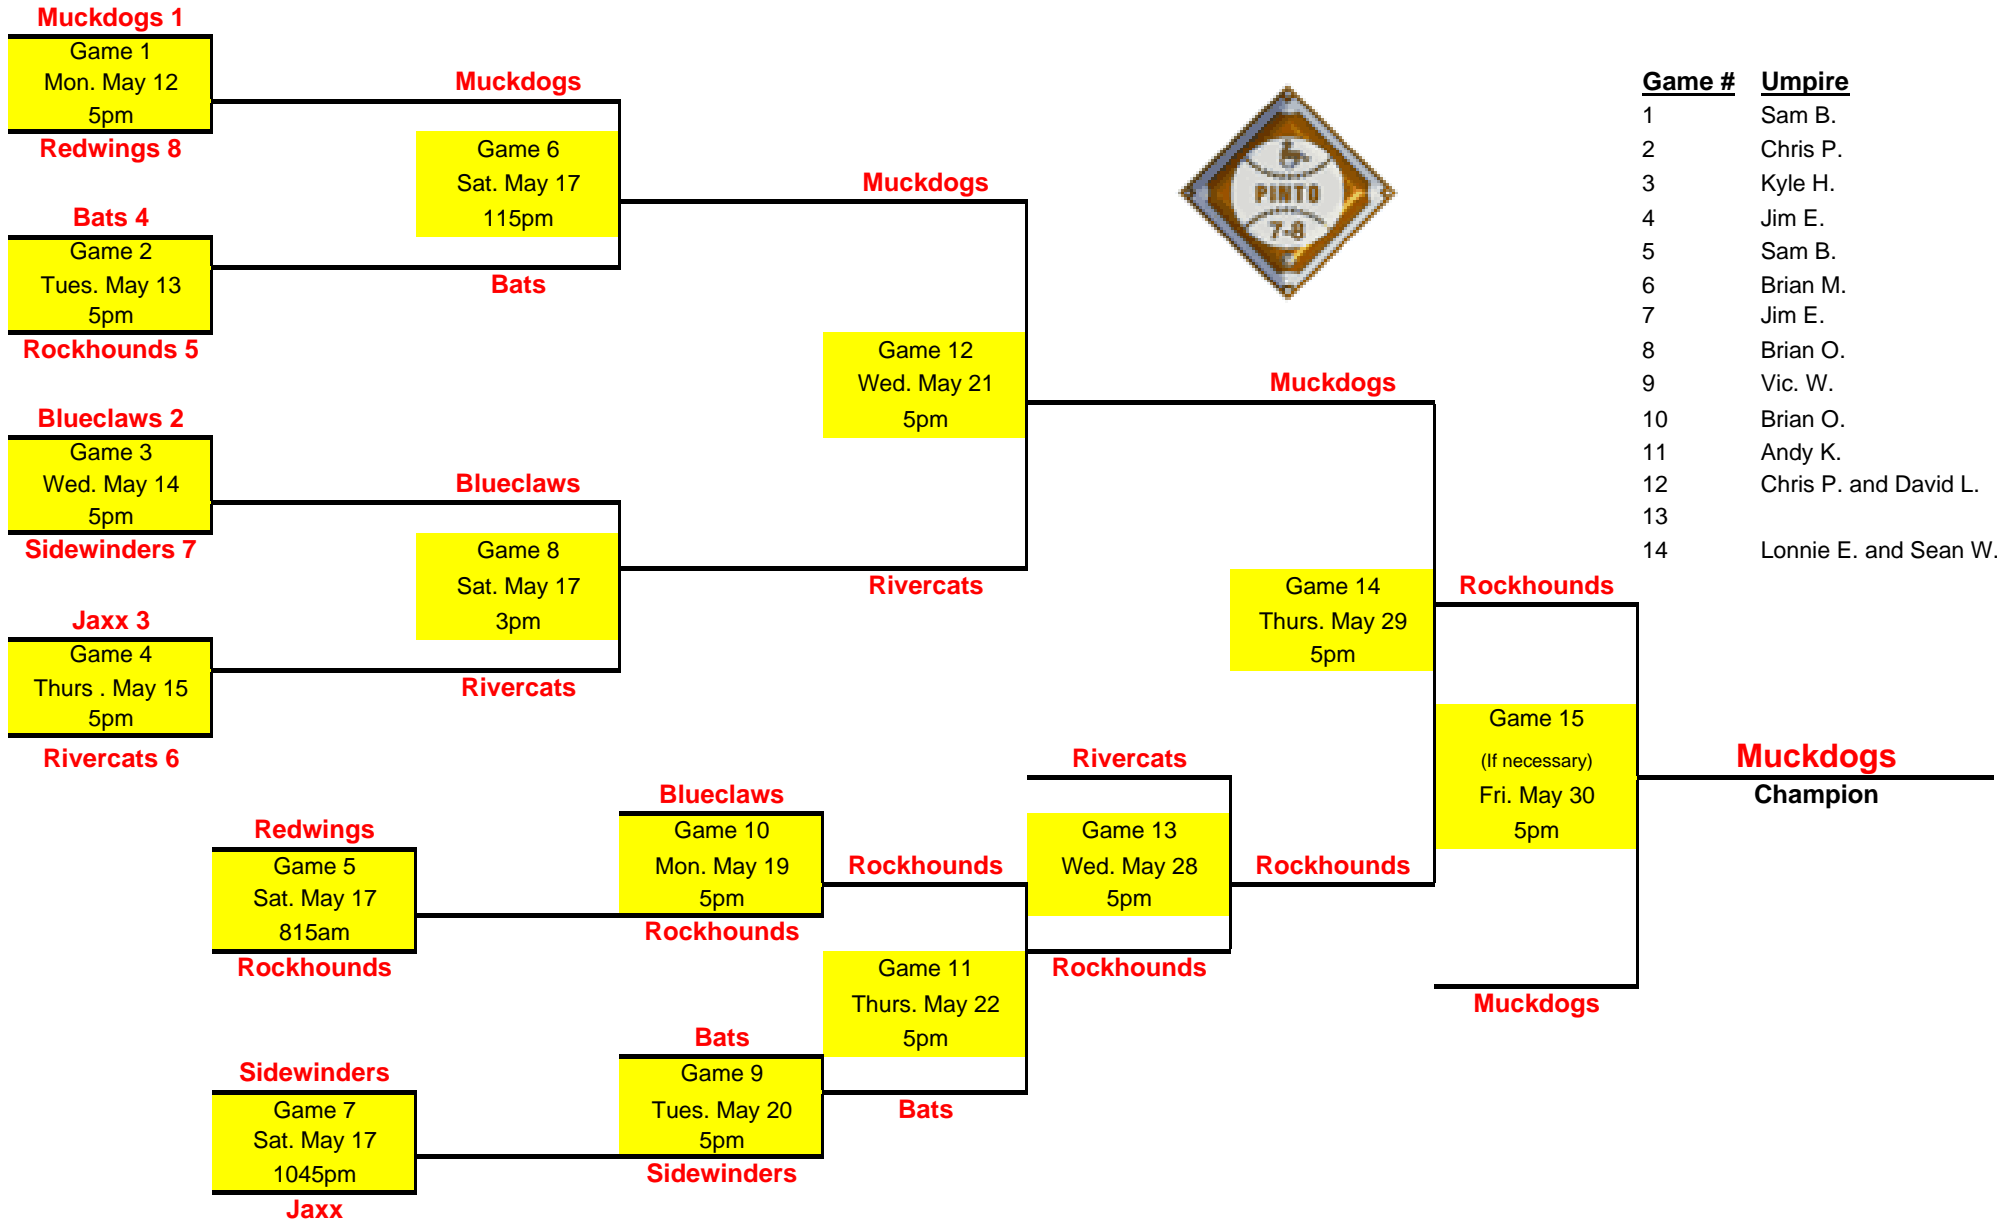 Muckdogs 1
Game 1
Mon. May 12
5pm
Redwings 8
Bats 4
Game 2
Tues. May 13
5pm
Rockhounds 5
Blueclaws 2
Game 3
Wed. May 14
5pm
Sidewinders 7
Jaxx 3
Game 4
Thurs . May 15
5pm
Rivercats 6
Muckdogs
Game 6
Sat. May 17
115pm
Bats
Blueclaws
Game 8
Sat. May 17
3pm
Rivercats
Muckdogs
Game 12
Wed. May 21
5pm
Rivercats
Redwings
Game 5
Sat. May 17
815am
Rockhounds
Sidewinders
Game 7
Sat. May 17
1045pm
Jaxx
Blueclaws
Game 10
Mon. May 19
5pm
Rockhounds
Bats
Game 9
Tues. May 20
5pm
Sidewinders
Rockhounds
Game 11
Thurs. May 22
5pm
Bats
Rivercats
Game 13
Wed. May 28
5pm
Rockhounds
Muckdogs
Game 14
Thurs. May 29
5pm
Rockhounds
Rockhounds
Game 15
(If necessary)
Fri. May 30
5pm
Muckdogs
Muckdogs
Champion
PINTO
7-8
Game # Umpire
1 Sam B.
2 Chris P.
3 Kyle H.
4 Jim E.
5 Sam B.
6 Brian M.
7 Jim E.
8 Brian O.
9 Vic. W.
10 Brian O.
11 Andy K.
12 Chris P. and David L.
13
14 Lonnie E. and Sean W.